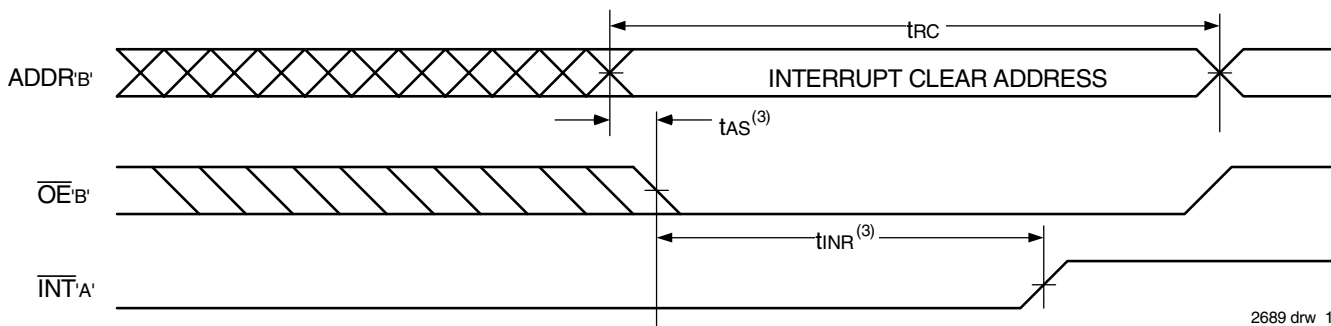 tRC
ADDR'B'
INTERRUPT CLEAR ADDRESS
tAS(3)
OE'B'
tINR(3)
INT'A'
2689 drw 1